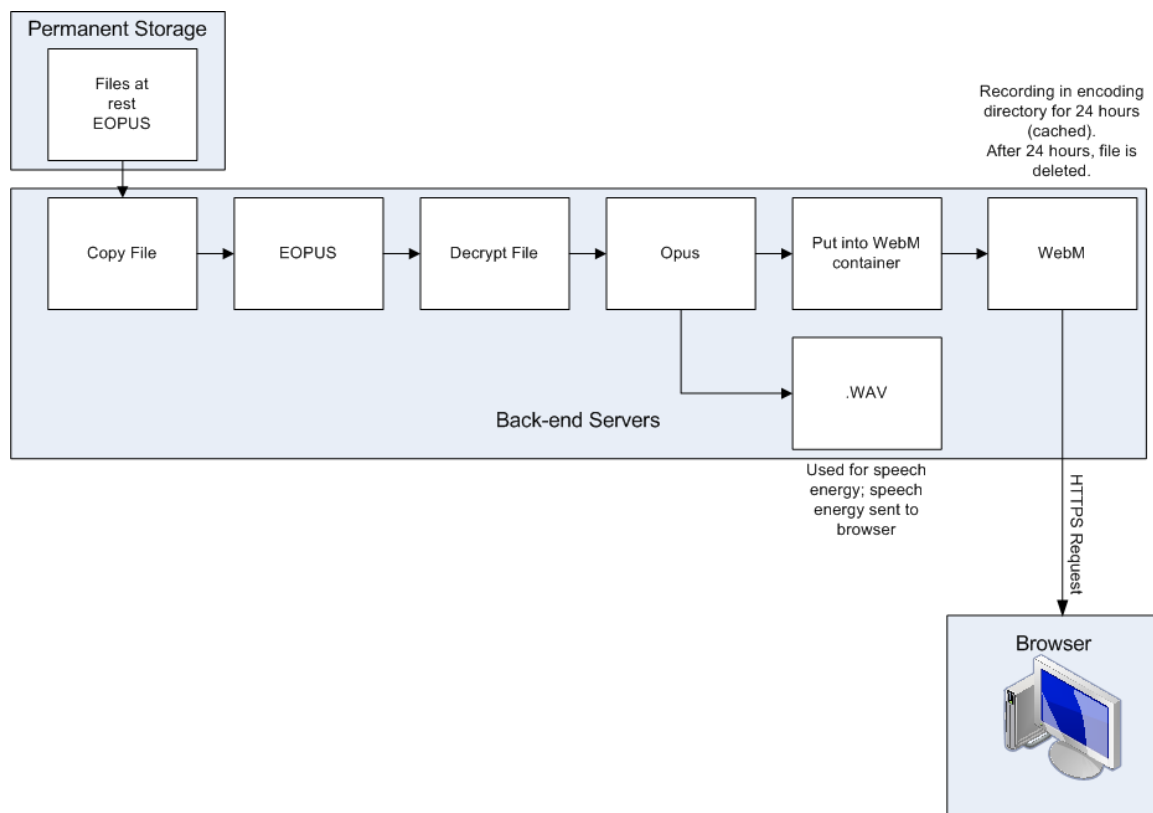 Permanent Storage
Files at
rest
EOPUS
Recording in encoding
directory for 24 hours
(cached).
After 24 hours, file is
deleted.
Copy File
EOPUS
Decrypt File
Opus
Put into WebM
container
WebM
.WAV
Back-end Servers
Used for speech
energy; speech
energy sent to
browser
HTTPS Request
Browser